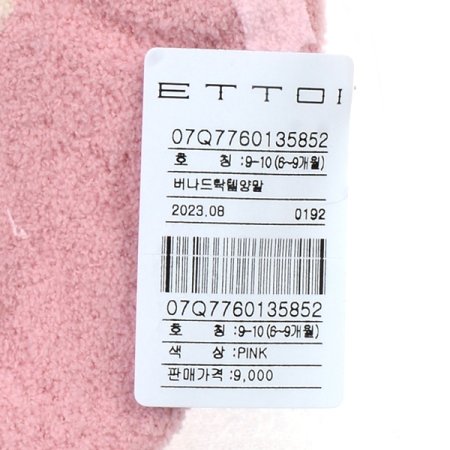 ETTOI
07Q7760135852
호 칭 :9-10(6~9개월)
버나드락텔양말
2023.08 0192
07Q7760135852
호 칭 :9-10(6~9개월)
색 상 :PINK
판매가격 :9,000